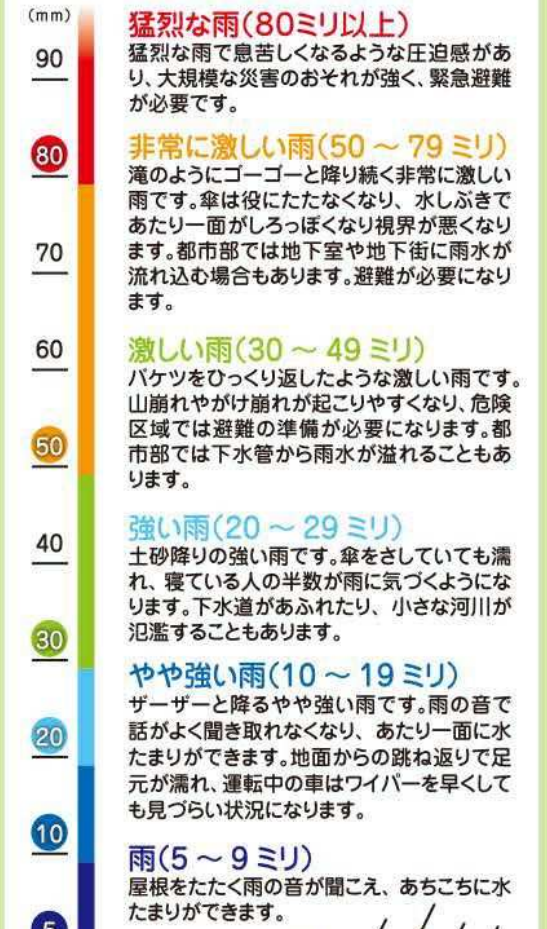 (mm)
猛烈な雨(80ミリ以上)
猛烈な雨で息苦しくなるような圧迫感があ
り、大規模な災害のおそれが強く、緊急避難
が必要です。
90
80
非常に激しい雨(50 ～ 79 ミリ)
滝のようにゴーゴーと降り続く非常に激しい
雨です。傘は役にたたなくなり、水しぶきで
あたり一面がしろっぽくなり視界が悪くなり
ます。都市部では地下室や地下街に雨水が
流れ込む場合もあります。避難が必要になり
ます。
70
60
激しい雨(30 ～ 49 ミリ)
バケツをひっくり返したような激しい雨です。
山崩れやがけ崩れが起こりやすくなり、危険
区域では避難の準備が必要になります。都
市部では下水管から雨水が溢れることもあ
ります。
50
40
強い雨(20 ～ 29 ミリ)
土砂降りの強い雨です。傘をさしていても濡
れ、寝ている人の半数が雨に気づくようにな
ります。下水道があふれたり、小さな河川が
氾濫することもあります。
30
やや強い雨(10 ～ 19 ミリ)
ザーザーと降るやや強い雨です。雨の音で
話がよく聞き取れなくなり、あたり一面に水
たまりができます。地面からの跳ね返りで足
元が濡れ、運転中の車はワイパーを早くして
も見づらい状況になります。
20
10
雨(5 ～ 9 ミリ)
屋根をたたく雨の音が聞こえ、あちこちに水
たまりができます。
5